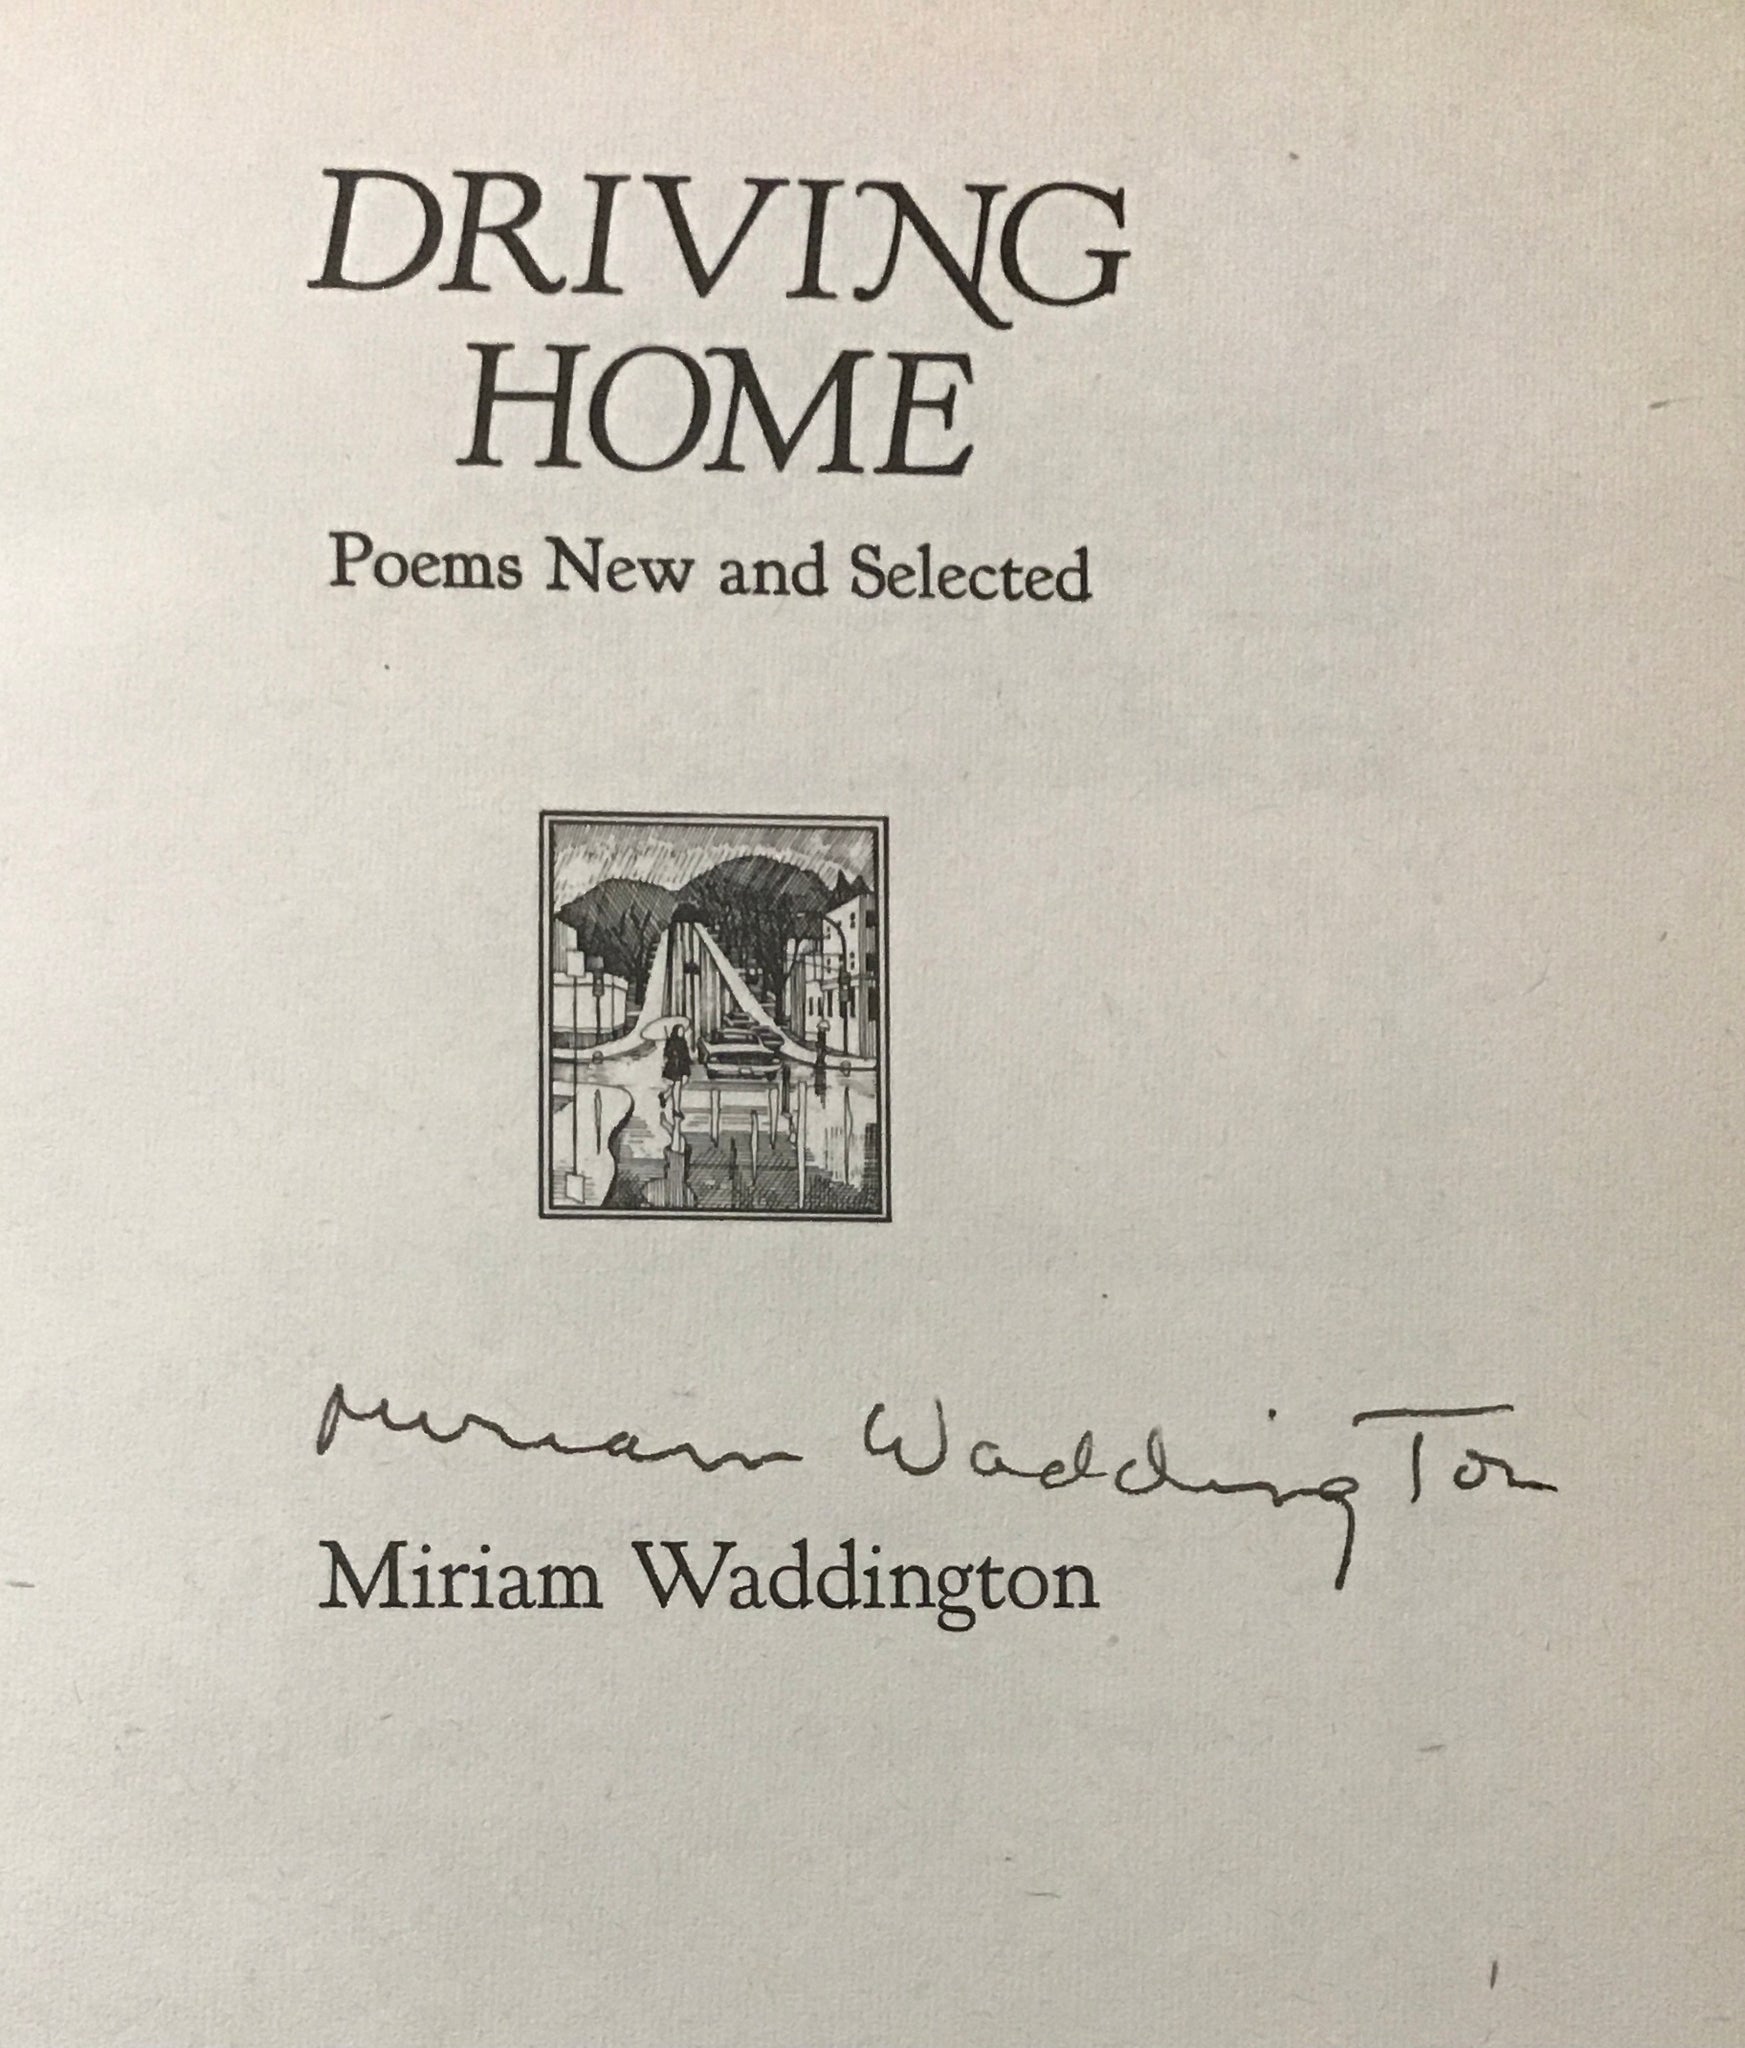 DRIVING
HOME
Poems New and Selected
Miriam Waddington
Miriam Waddington